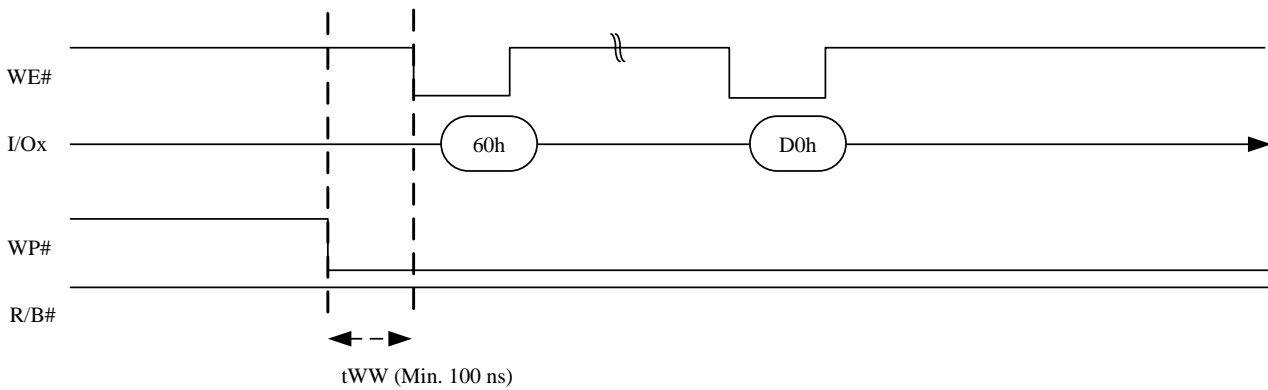 WE#
I/Ox
60h
D0h
WP#
R/B#
tWW (Min. 100 ns)